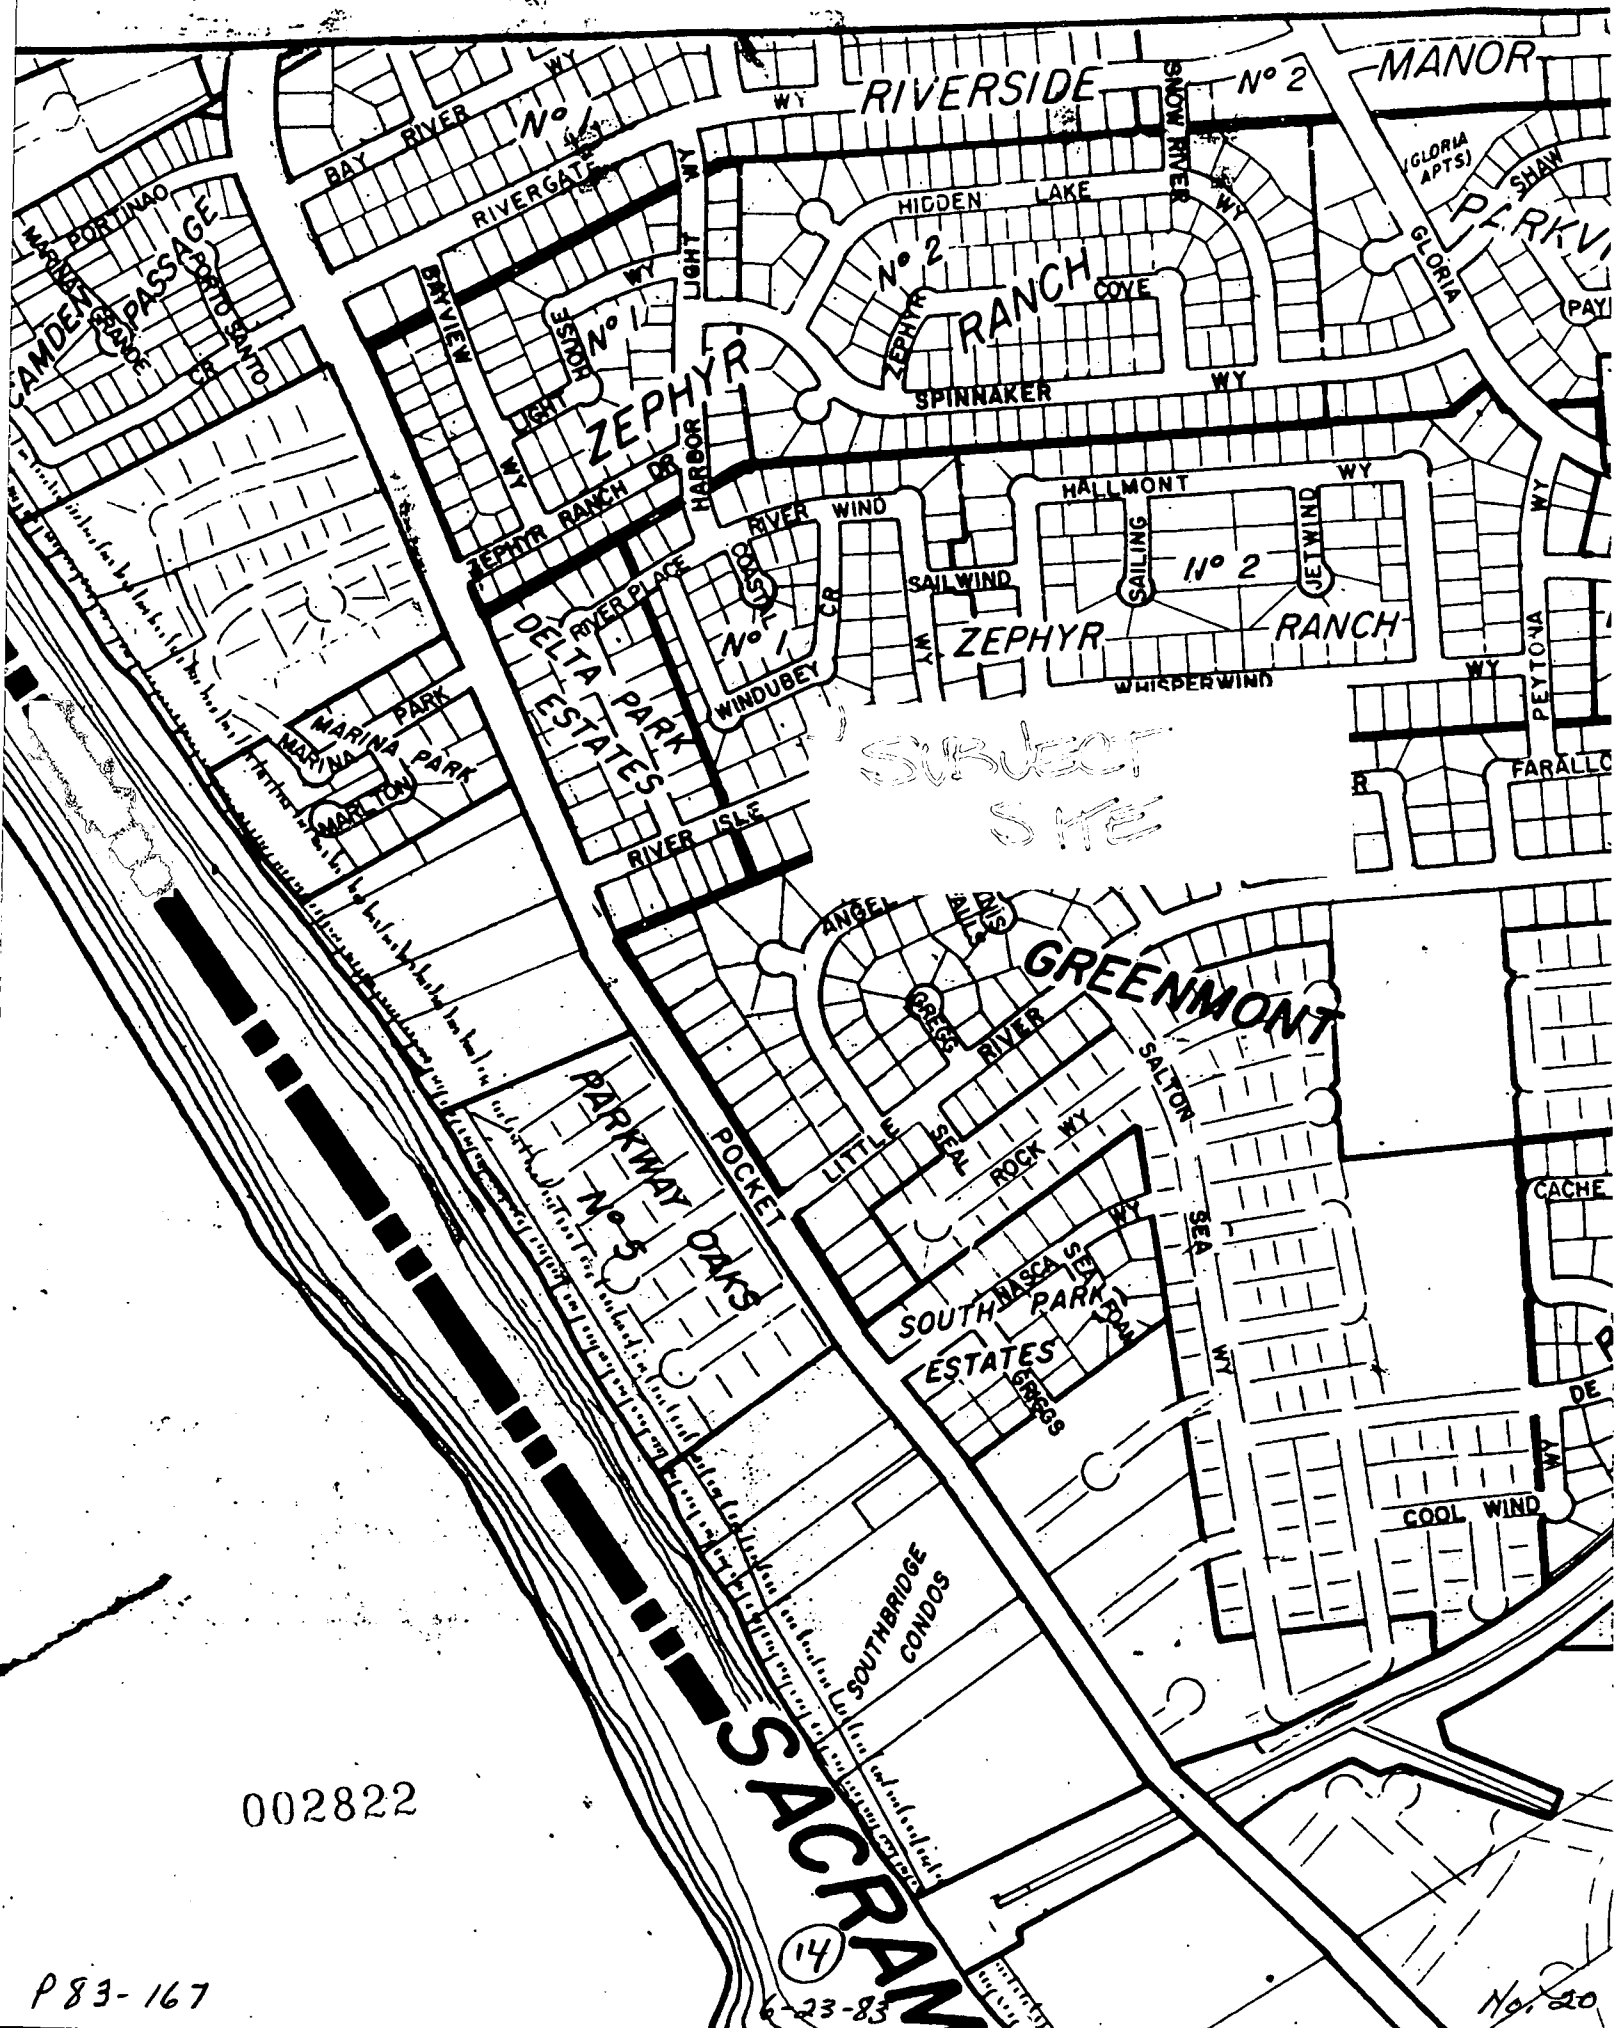 RIVERSIDE
Nº 2
MANOR
WY
WY
SNOW RIVER
WY
BAY RIVER
Nº 1
RIVERGATE
WY
(GLORIA
APTS)
SHAW
PORTINAO
MARINA GRANDE
CAMDEN PASSAGE
PORTO SANTO
CR
HIDDEN LAKE
Nº 2
RANCH
ZEPHYR
COVE
GLORIA
PAY
BAYVIEW
WY
LIGHT
HOUSE
WY
Nº 1
ZEPHYR
HARBOR
LIGHT
SPINNAKER
WY
ZEPHYR RANCH DR
HALLMONT
WY
WY
RIVER WIND
COASTAL
CR
SAILWIND
WY
SAILING
Nº 2
JETWIND
RIVER PLACE
DELTA PARK
ESTATES
Nº 1
WINDUBEY
ZEPHYR
RANCH
WHISPERWIND
WY
PEYTONA
MARINA PARK
MARINA PARK
MARLTON
SUBJECT
SITE
R
FARALLO
RIVER ISLE
ANGEL
GREENMONT
GREGG
RIVER
SALTON
SEA
WY
PARKWAY OAKS
Nº 5
POCKET
LITTLE
SEAL
ROCK WY
WY
CACHE
NASCA
SEA FOAM
SOUTH PARK
ESTATES
GRIGGS
DE
WY
COOL WIND
SOUTHBRIDGE
CONDOS
SACRAM
002822
14
P 83-167
6-23-83
No. 20